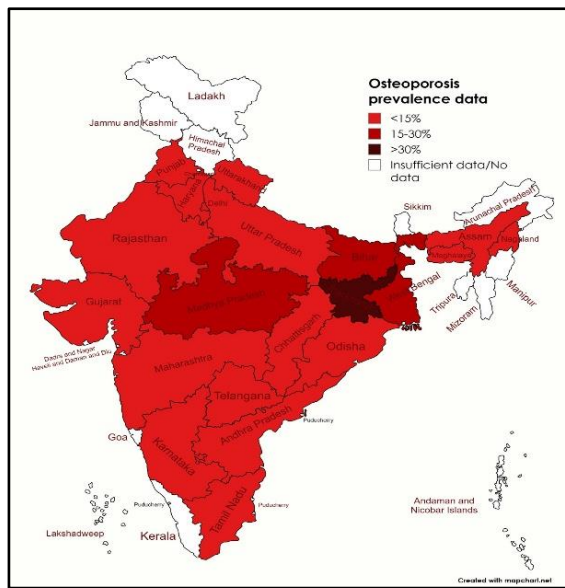 Osteoporosis
prevalence data
<15%
15-30%
>30%
Insufficient data/No
data
Ladakh
Jammu and Kashmir
Himachal
Pradesh
Punjab
Uttarakhand
Haryana
Delhi
Sikkim
Arunachal Pradesh
Rajasthan
Uttar Pradesh
Bihar
Assam
Nagaland
Meghalaya
Manipur
Tripura
Mizoram
Gujarat
Madhya Pradesh
West Bengal
Chhattisgarh
Odisha
Dadra and Nagar
Haveli and Daman and Diu
Maharashtra
Telangana
Andhra Pradesh
Puducherry
Goa
Karnataka
Puducherry
Puducherry
Tamil Nadu
Kerala
Lakshadweep
Andaman and
Nicobar Islands
Created with mapchart.net